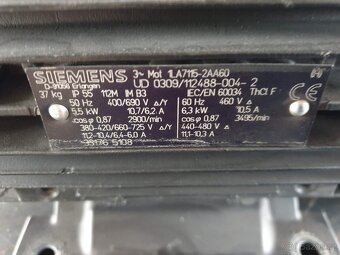 SIEMENS 3~ Mot 1LA7115-2AA60
D-91056 Erlangen UD 0309/112488-004-2
37 kg IP 55 112M IM B3 IEC/EN 60034 ThCl F
50 Hz 400/690 V Δ/Y 60 Hz 460 V Δ
5,5 kW 10,7/6,2 A 6,3 kW 10,5 A
cos φ 0,87 2900/min cos φ 0,87 3495/min
380-420/660-725 V Δ/Y 440-480 V Δ
11,2-10,4/6,4-6,0 A 11,1-10,3 A